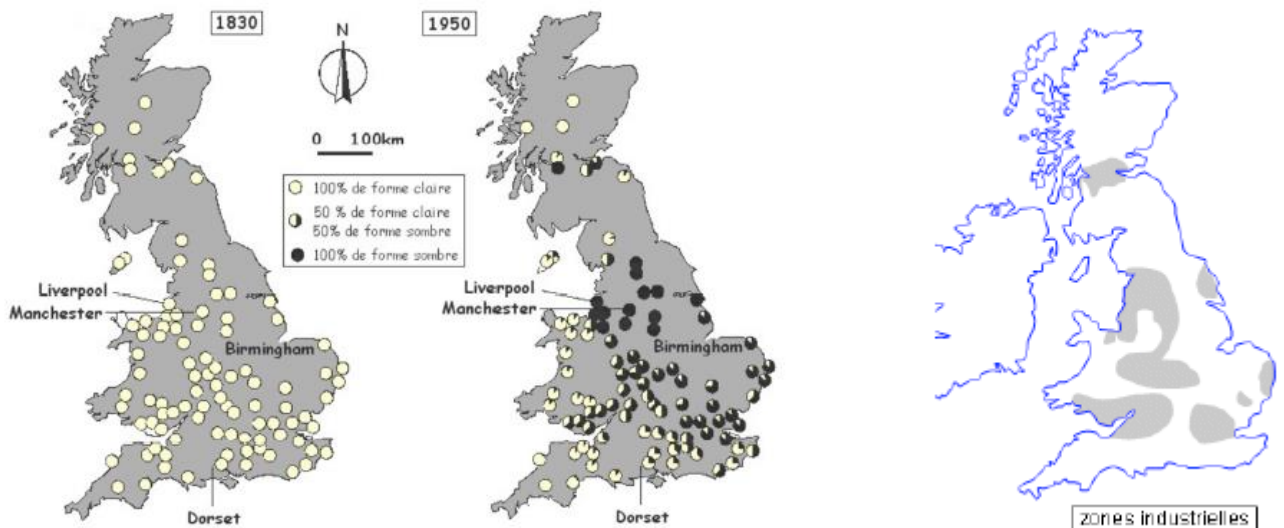 1830
N
1950
0 100km
100% de forme claire
50 % de forme claire
50% de forme sombre
100% de forme sombre
Liverpool
Manchester
Birmingham
Dorset
Liverpool
Manchester
Birmingham
Dorset
zones industrielles